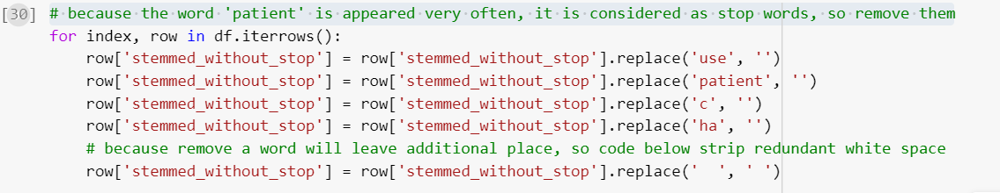 [30] # because the word 'patient' is appeared very often, it is considered as stop words, so remove them
for index, row in df.iterrows():
    row['stemmed_without_stop'] = row['stemmed_without_stop'].replace('use', '')
    row['stemmed_without_stop'] = row['stemmed_without_stop'].replace('patient', '')
    row['stemmed_without_stop'] = row['stemmed_without_stop'].replace('c', '')
    row['stemmed_without_stop'] = row['stemmed_without_stop'].replace('ha', '')
    # because remove a word will leave additional place, so code below strip redundant white space
    row['stemmed_without_stop'] = row['stemmed_without_stop'].replace('  ', ' ')